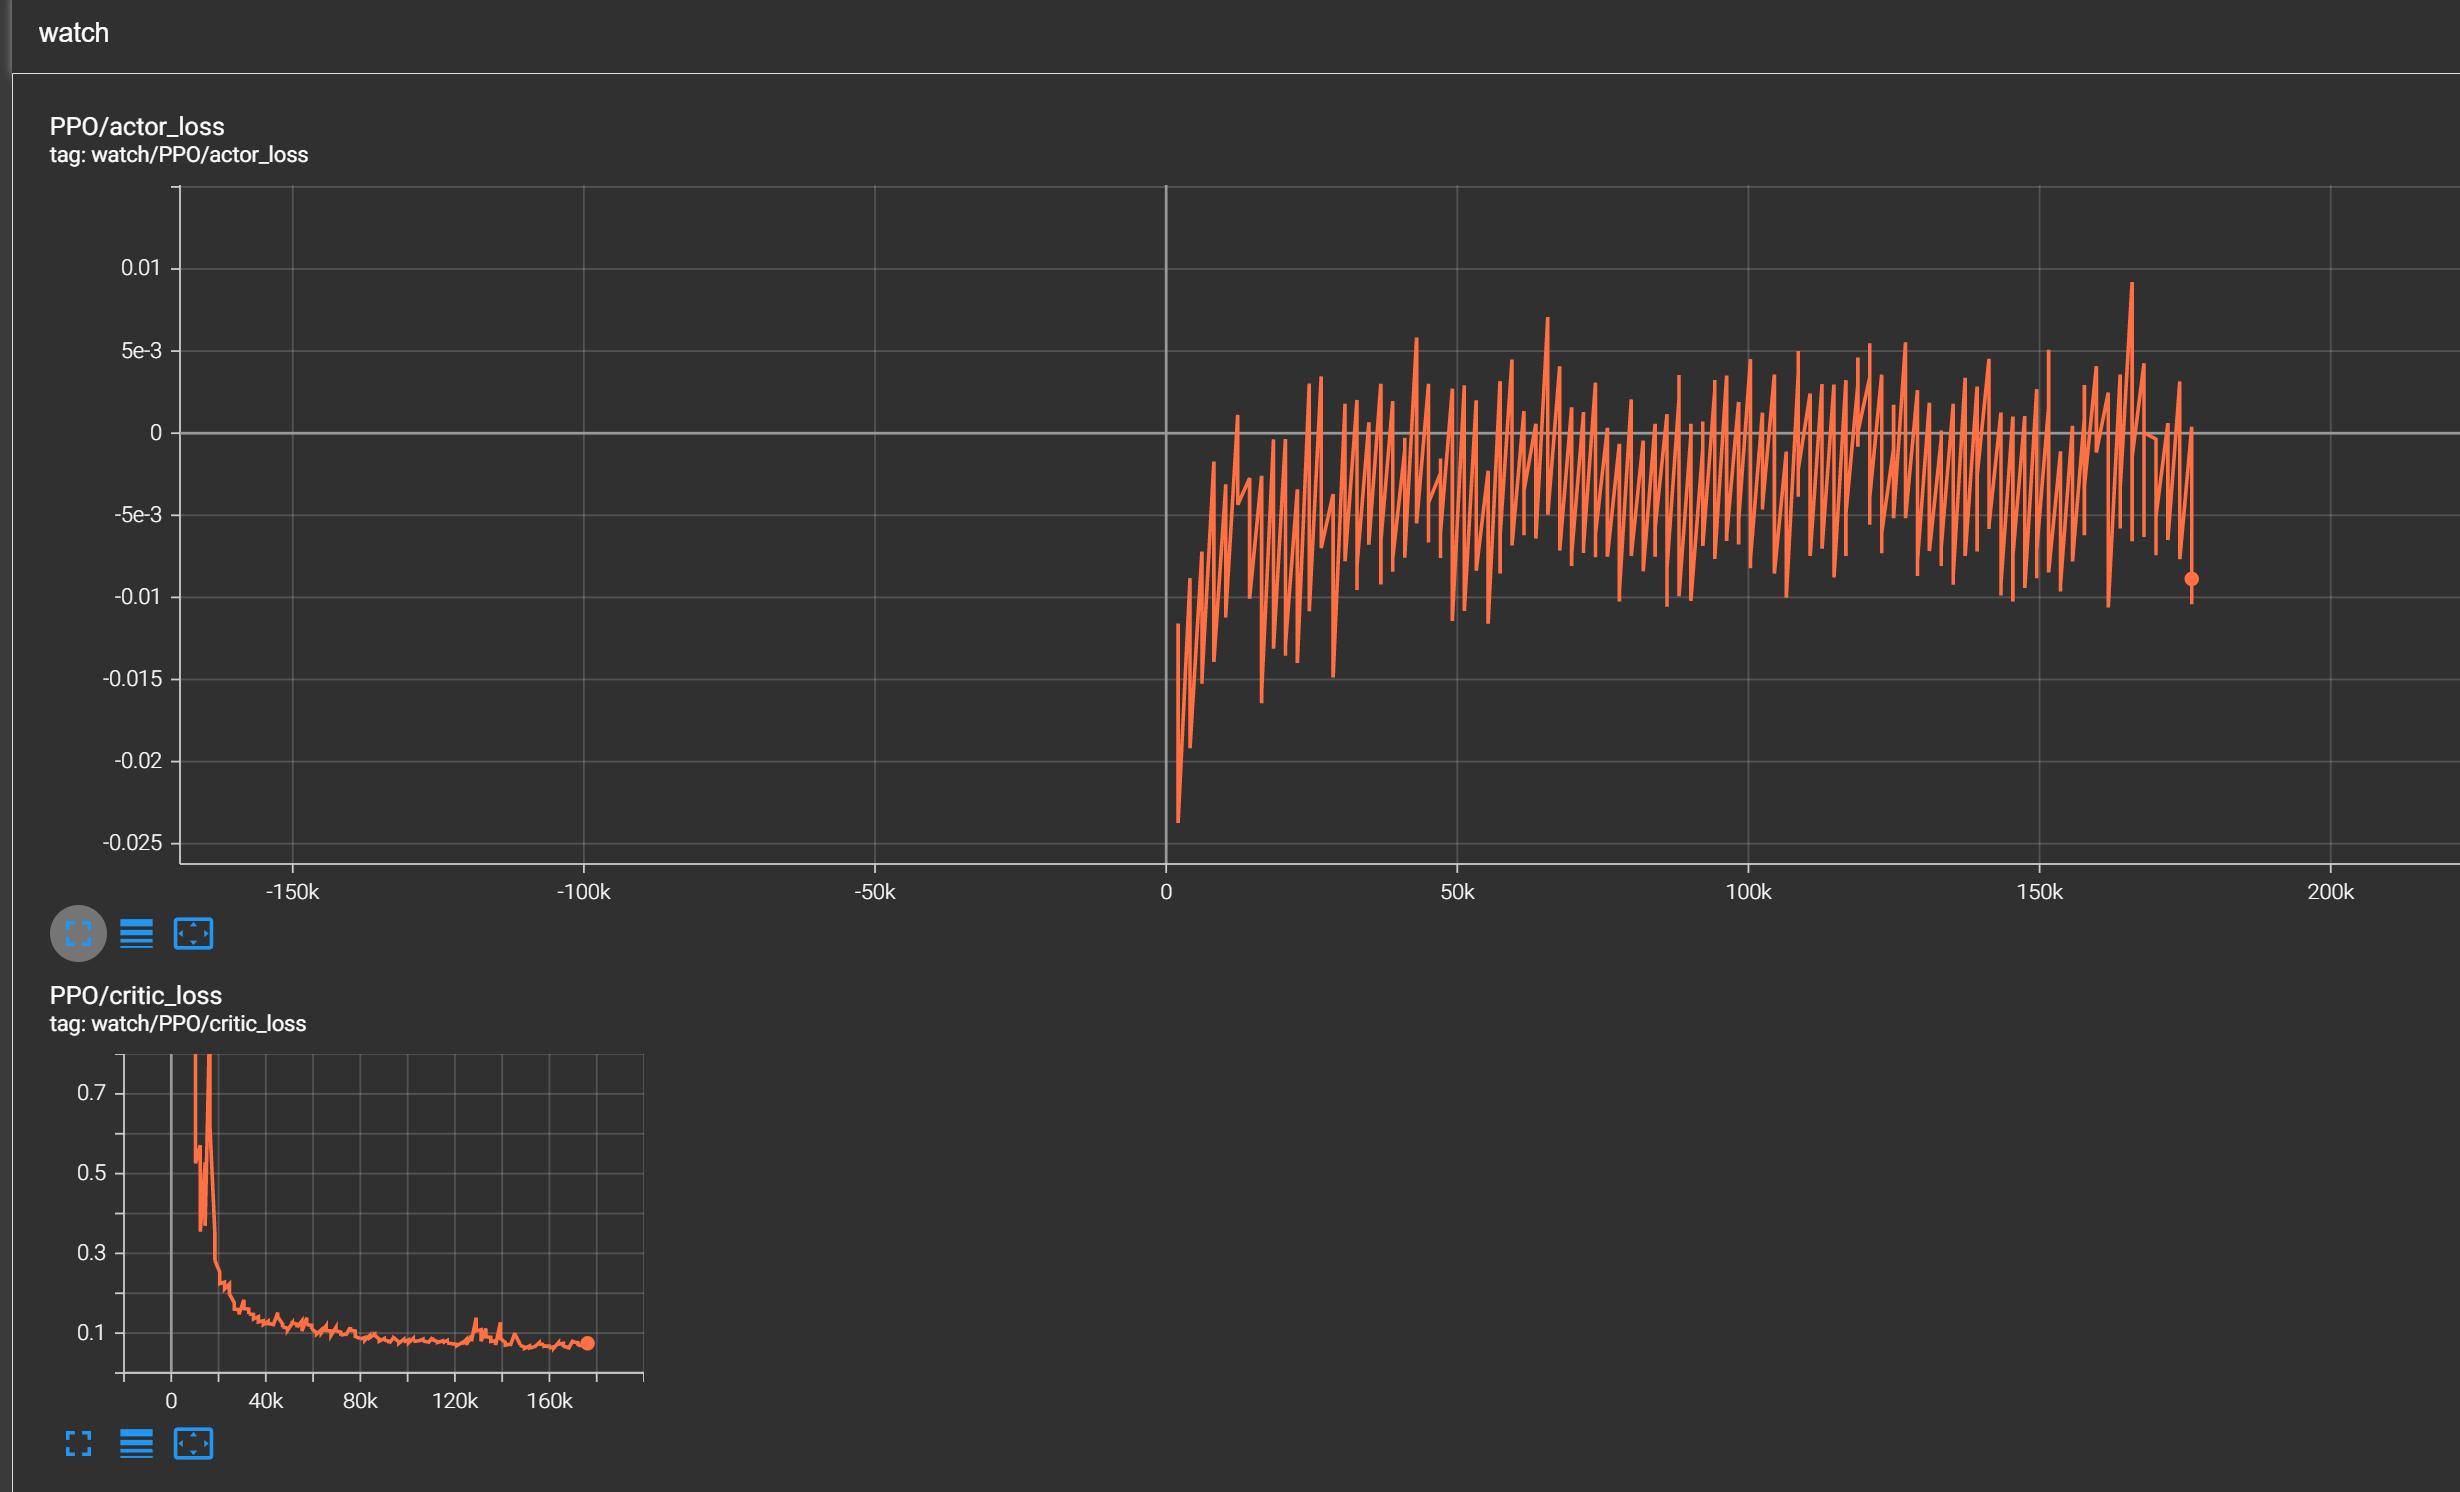 watch
PPO/actor_loss
tag: watch/PPO/actor_loss
0.01
5e-3
0
-5e-3
-0.01
-0.015
-0.02
-0.025
-150k -100k -50k 0 50k 100k 150k 200k
PPO/critic_loss
tag: watch/PPO/critic_loss
0.7
0.5
0.3
0.1
0 40k 80k 120k 160k